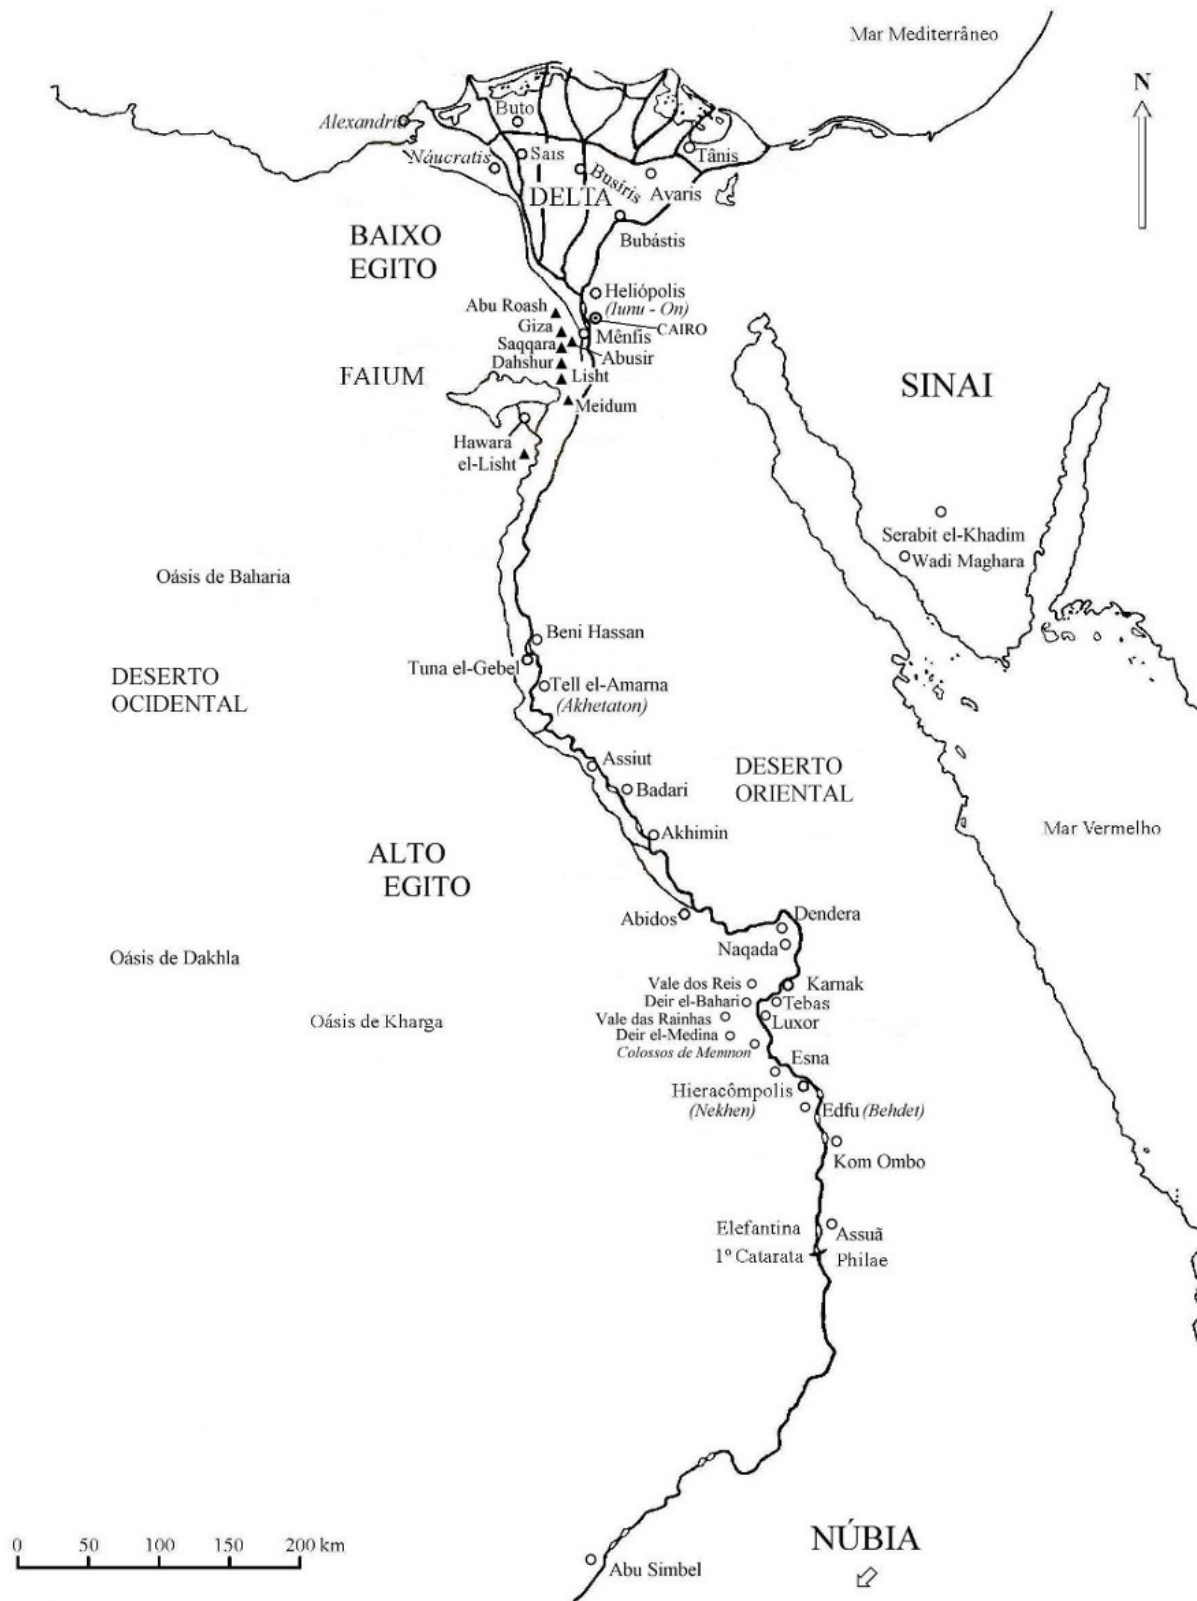 Mar Mediterrâneo
N
Alexandria
Buto
Náucratis
Sais
Tânis
Busíris
DELTA
Avaris
Bubástis
BAIXO
EGITO
Heliópolis
(Iunu - On)
Abu Roash
CAIRO
Giza
Mênfis
Saqqara
Abusir
Dahshur
Lisht
FAIUM
Meidum
SINAI
Hawara
el-Lisht
Serabit el-Khadim
Wadi Maghara
Oásis de Baharia
Beni Hassan
Tuna el-Gebel
DESERTO
OCIDENTAL
Tell el-Amarna
(Akhetaton)
Assiut
DESERTO
ORIENTAL
Badari
Mar Vermelho
Akhimin
ALTO
EGITO
Abidos
Dendera
Naqada
Oásis de Dakhla
Vale dos Reis
Karnak
Deir el-Bahari
Tebas
Oásis de Kharga
Vale das Rainhas
Luxor
Deir el-Medina
Colossos de Memnon
Esna
Hieracômpolis
(Nekhen)
Edfu (Behdet)
Kom Ombo
Elefantina
Assuã
1º Catarata
Philae
NÚBIA
0 50 100 150 200 km
Abu Simbel